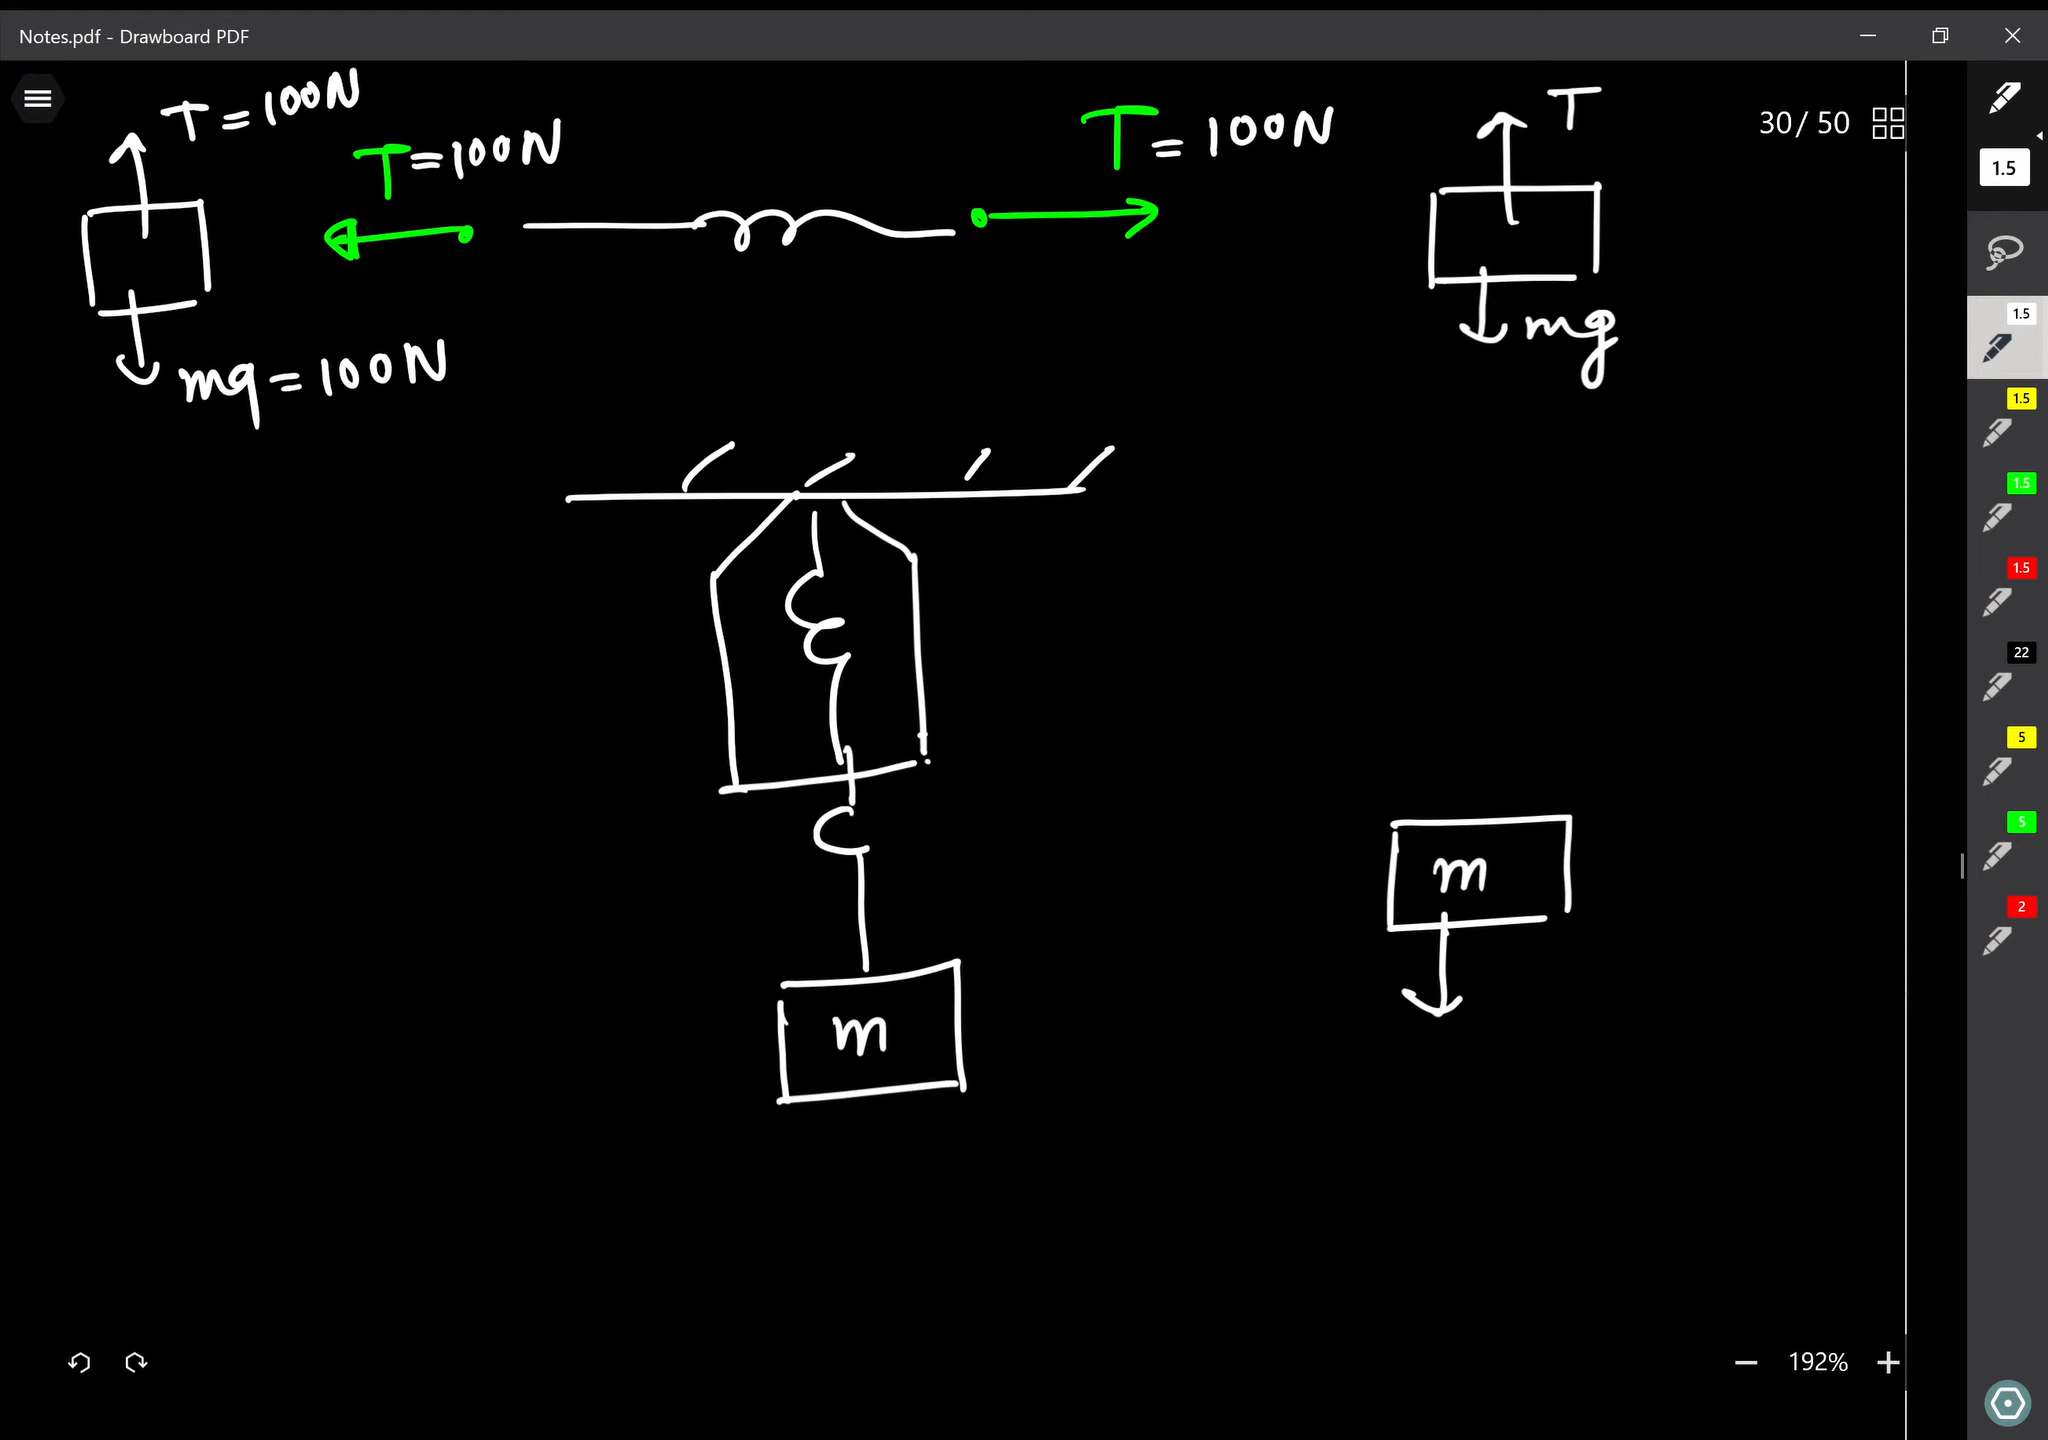 Notes.pdf - Drawboard PDF
T = 100N
T = 100N
T = 100N
T
30/ 50
1.5
mg = 100N
mg
1.5
1.5
1.5
1.5
22
5
5
2
m
m
192%